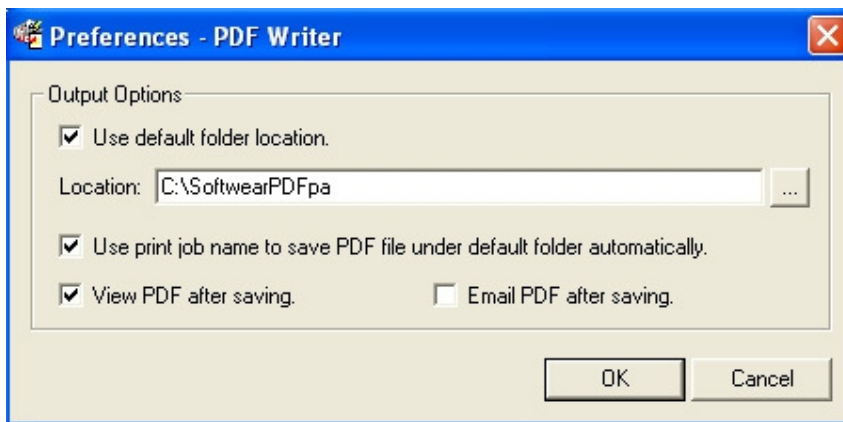 Preferences - PDF Writer
Output Options
Use default folder location.
Location: C:\SoftwearPDFpa ...
Use print job name to save PDF file under default folder automatically.
View PDF after saving. Email PDF after saving.
OK Cancel